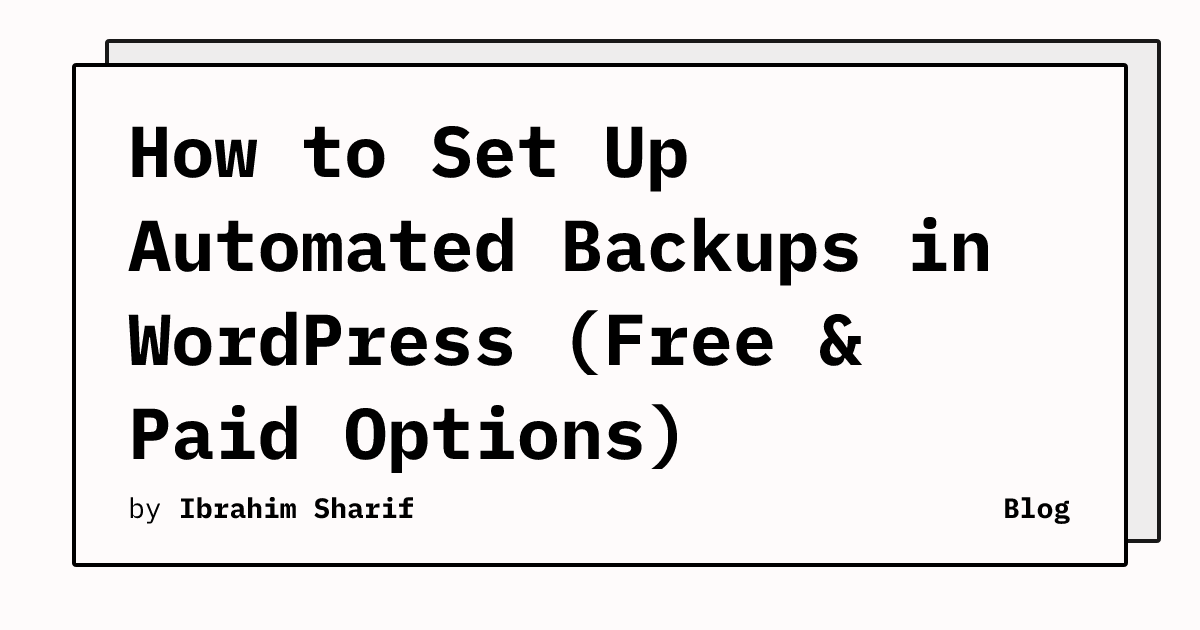 How to Set Up
Automated Backups in
WordPress (Free &
Paid Options)
by Ibrahim Sharif
Blog